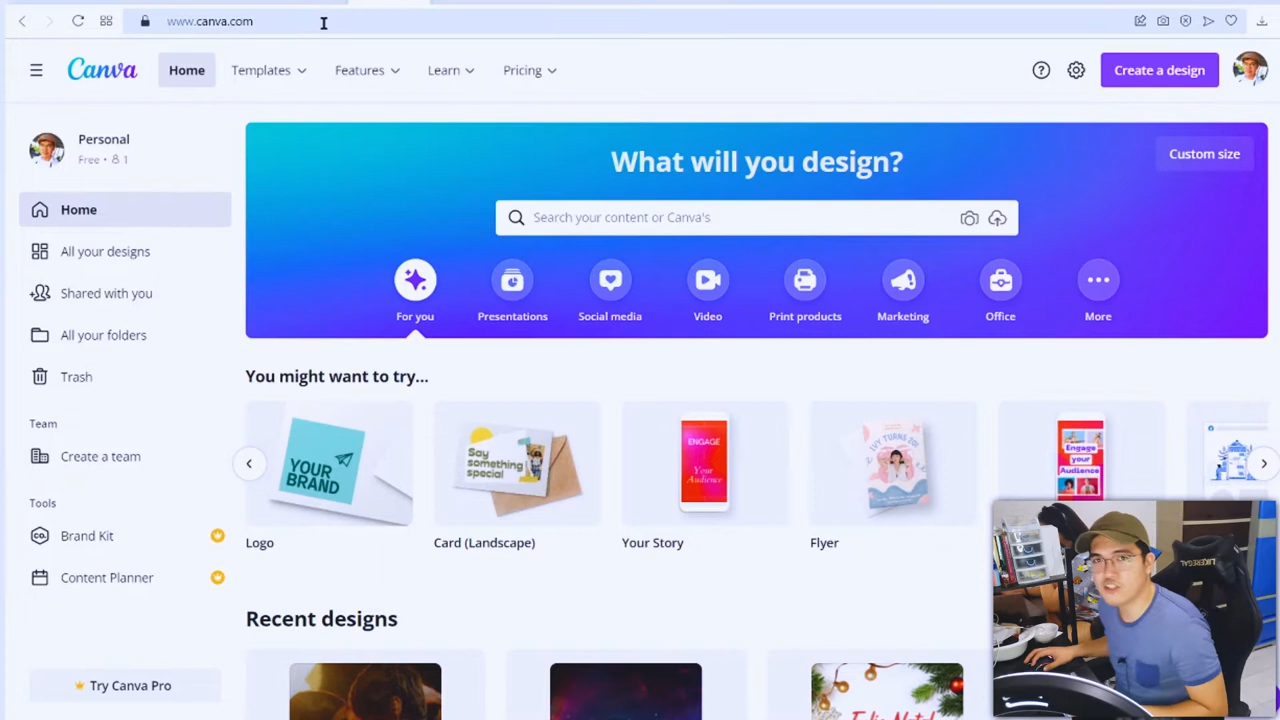 www.canva.com
Canva
Home
Templates
Features
Learn
Pricing
Create a design
Personal
Free • 1
Home
All your designs
Shared with you
All your folders
Trash
Team
Create a team
Tools
Brand Kit
Content Planner
Try Canva Pro
What will you design?
Custom size
Search your content or Canva's
For you
Presentations
Social media
Video
Print products
Marketing
Office
More
You might want to try...
YOUR
BRAND
Say
something
special
ENGAGE
Your
Audience
IVY TURNS 20!
Engage
your
Audience
Logo
Card (Landscape)
Your Story
Flyer
Recent designs
CO.